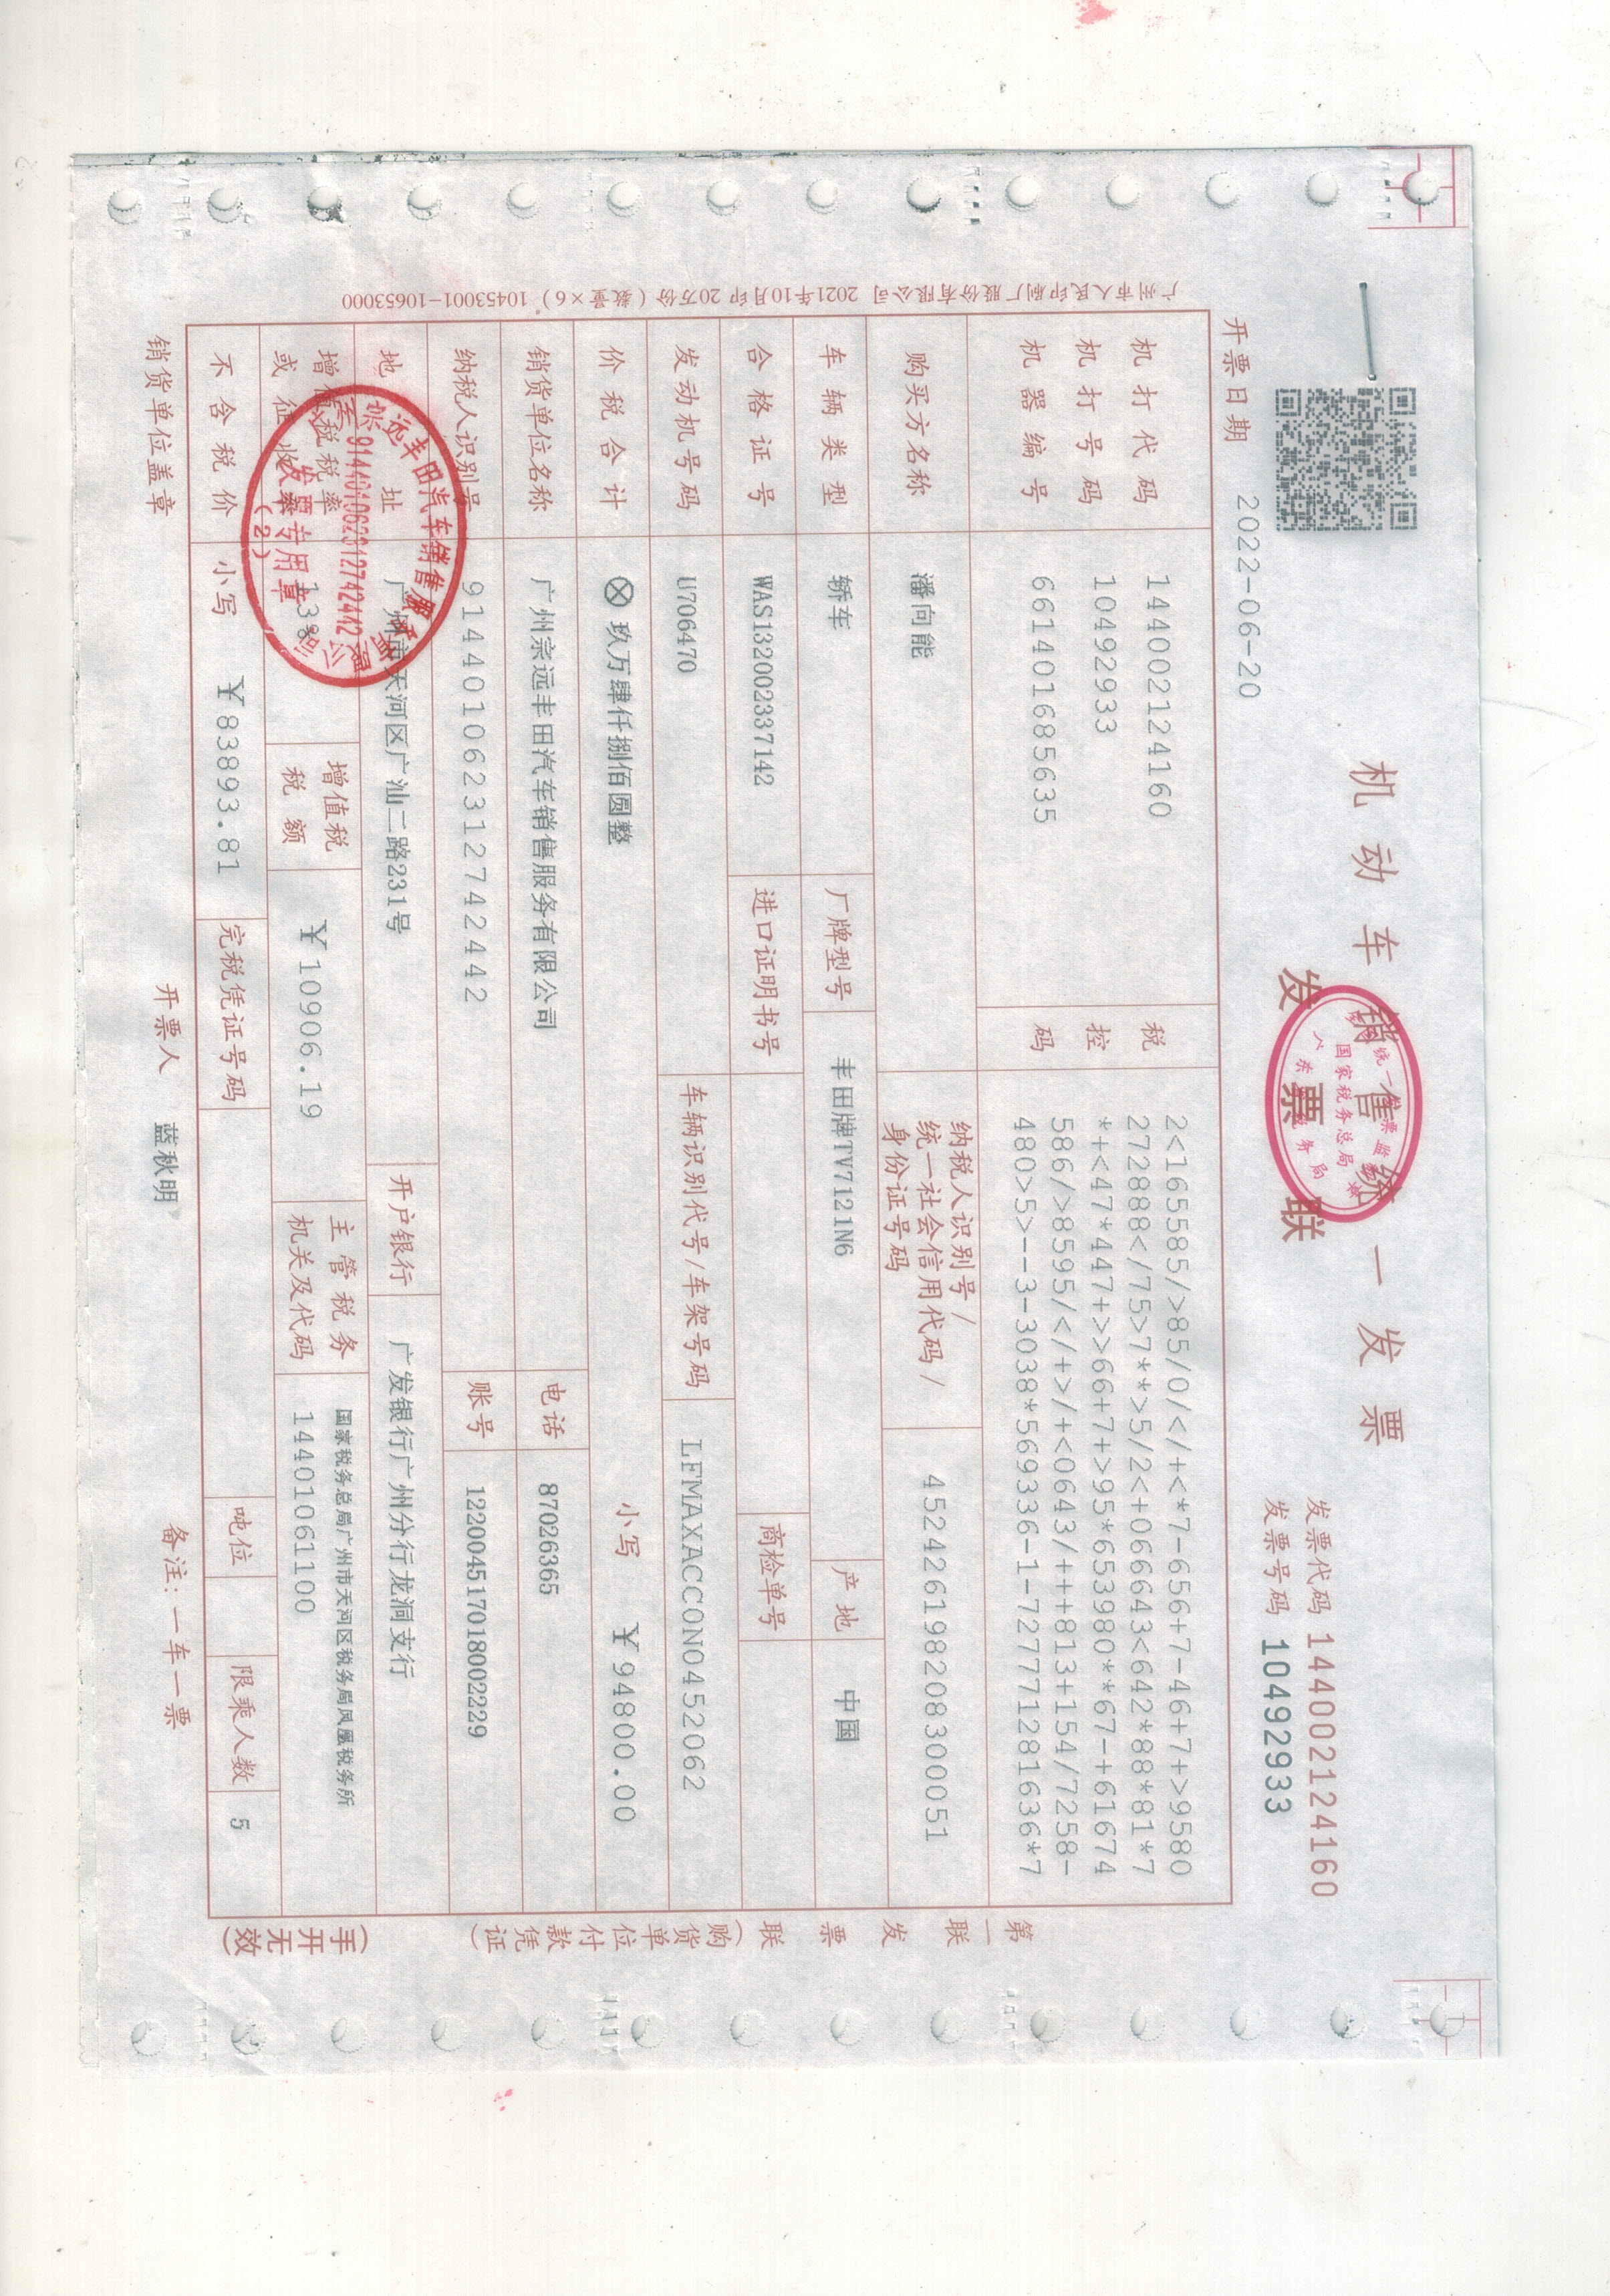 机动车销售统一发票
发票联
发票代码 144002124160
发票号码 10492933
开票日期 2022-06-20
机打代码 144002124160
机打号码 10492933
机器编号 661401685635
税控码
2<165585/>85/0/</+<*7-656+7-46+7+>9580
272888</75>7**>5/2<+066643<642*88*81*7
*+<47*447+>>66+7+>95*653980**67-+61674
586/>8595/</+>/+<0643/+++813+154/7258-
480>5>--3-3038*569336-1-7277712816 36*7
购买方名称 潘向能
纳税人识别号/
统一社会信用代码/
身份证号码
452426198208300051
车辆类型 轿车 厂牌型号 丰田牌TV7121N6 产地 中国
合格证号 WAS132002337142 进口证明书号 商检单号
发动机号码 U706470 车辆识别代号/车架号码 LFMAXACC0N0452062
价税合计 ⊗玖万肆仟捌佰圆整 小写 ￥94800.00
销货单位名称 广州宗远丰田汽车销售服务有限公司 电话 87026365
纳税人识别号 914401062312742442 账号 122004517018002229
地址 广州市天河区广汕二路231号 开户银行 广发银行广州分行龙洞支行
增值税税率
或征收率
13%
增值税
税额
￥10906.19
主管税务
机关及代码
国家税务总局广州市天河区税务局凤凰税务所
14401061100
不含税价 小写 ￥83893.81 完税凭证号码 吨位 限乘人数 5
销货单位盖章 开票人 蓝秋明 备注：一车一票
第一联 发票联（购货单位付款凭证）
（手开无效）
广州市人民印刷厂股份有限公司 2021年10月印 20万份（数量×6）10453001-10653000
国家税务总局
914401062312742442
发票专用章
(2)